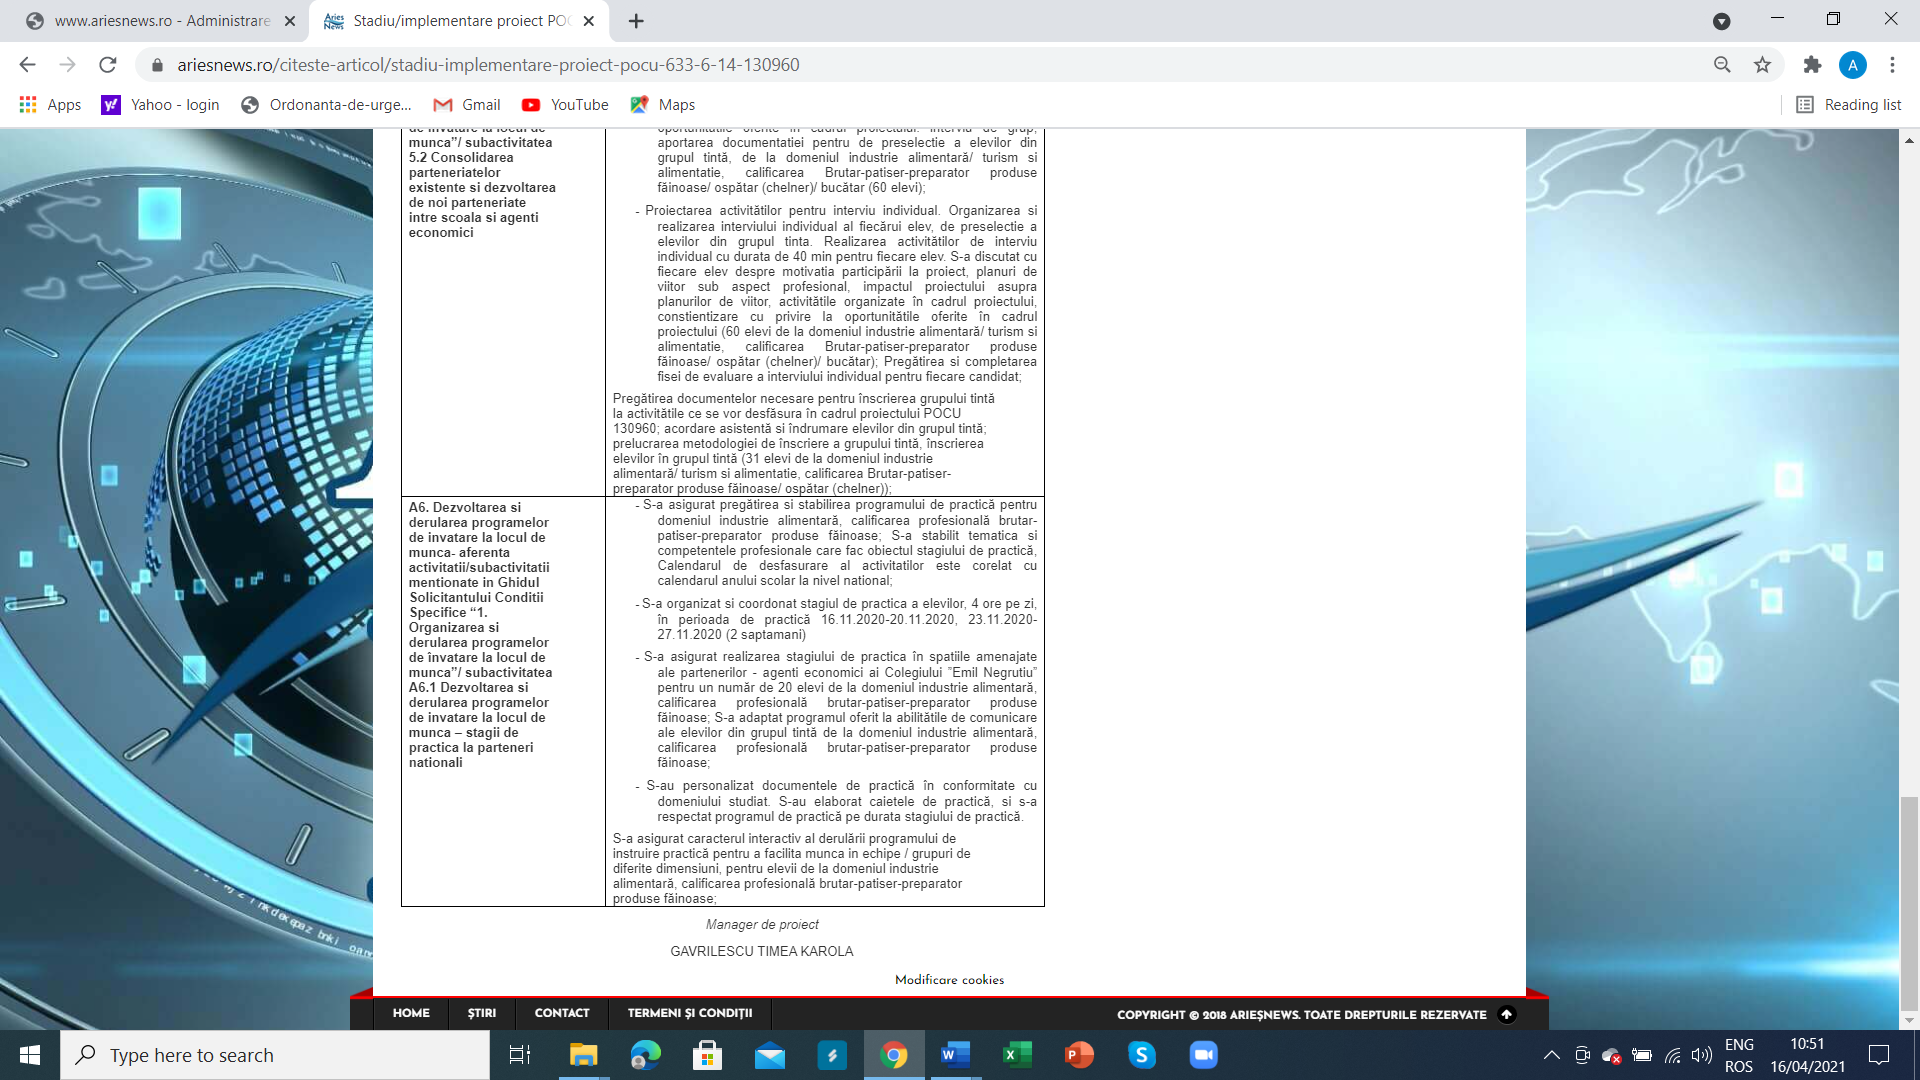 www.ariesnews.ro - Administrare
Stadiu/implementare proiect POC
ariesnews.ro/citeste-articol/stadiu-implementare-proiect-pocu-633-6-14-130960
A
Apps
Yahoo - login
Ordonanta-de-urge...
Gmail
YouTube
Maps
Reading list
de invatare la locul de
munca”/ subactivitatea
5.2 Consolidarea
parteneriatelor
existente si dezvoltarea
de noi parteneriate
intre scoala si agenti
economici
oportunitatile oferite in cadrul proiectului. Interviu de grup,
aportarea documentatiei pentru de preselectie a elevilor din
grupul tintă, de la domeniul industrie alimentară/ turism si
alimentatie, calificarea Brutar-patiser-preparator produse
făinoase/ ospătar (chelner)/ bucătar (60 elevi);
- Proiectarea activitătilor pentru interviu individual. Organizarea si
realizarea interviului individual al fiecărui elev, de preselectie a
elevilor din grupul tinta. Realizarea activitătilor de interviu
individual cu durata de 40 min pentru fiecare elev. S-a discutat cu
fiecare elev despre motivatia participării la proiect, planuri de
viitor sub aspect profesional, impactul proiectului asupra
planurilor de viitor, activitătile organizate în cadrul proiectului,
constientizare cu privire la oportunitătile oferite în cadrul
proiectului (60 elevi de la domeniul industrie alimentară/ turism si
alimentatie, calificarea Brutar-patiser-preparator produse
făinoase/ ospătar (chelner)/ bucătar); Pregătirea si completarea
fisei de evaluare a interviului individual pentru fiecare candidat;
Pregătirea documentelor necesare pentru înscrierea grupului tintă
la activitătile ce se vor desfăsura în cadrul proiectului POCU
130960; acordare asistentă si îndrumare elevilor din grupul tintă;
prelucrarea metodologiei de înscriere a grupului tintă, înscrierea
elevilor în grupul tintă (31 elevi de la domeniul industrie
alimentară/ turism si alimentatie, calificarea Brutar-patiser-
preparator produse făinoase/ ospătar (chelner));
A6. Dezvoltarea si
derularea programelor
de invatare la locul de
munca- aferenta
activitatii/subactivitatii
mentionate in Ghidul
Solicitantului Conditii
Specifice “1.
Organizarea si
derularea programelor
de învatare la locul de
munca”/ subactivitatea
A6.1 Dezvoltarea si
derularea programelor
de invatare la locul de
munca – stagii de
practica la parteneri
nationali
- S-a asigurat pregătirea si stabilirea programului de practică pentru
domeniul industrie alimentară, calificarea profesională brutar-
patiser-preparator produse făinoase; S-a stabilit tematica si
competentele profesionale care fac obiectul stagiului de practică,
Calendarul de desfasurare al activitatilor este corelat cu
calendarul anului scolar la nivel national;
- S-a organizat si coordonat stagiul de practica a elevilor, 4 ore pe zi,
în perioada de practică 16.11.2020-20.11.2020, 23.11.2020-
27.11.2020 (2 saptamani)
- S-a asigurat realizarea stagiului de practica în spatiile amenajate
ale partenerilor - agenti economici ai Colegiului ”Emil Negrutiu”
pentru un număr de 20 elevi de la domeniul industrie alimentară,
calificarea profesională brutar-patiser-preparator produse
făinoase; S-a adaptat programul oferit la abilitătile de comunicare
ale elevilor din grupul tintă de la domeniul industrie alimentară,
calificarea profesională brutar-patiser-preparator produse
făinoase;
- S-au personalizat documentele de practică în conformitate cu
domeniului studiat. S-au elaborat caietele de practică, si s-a
respectat programul de practică pe durata stagiului de practică.
S-a asigurat caracterul interactiv al derulării programului de
instruire practică pentru a facilita munca in echipe / grupuri de
diferite dimensiuni, pentru elevii de la domeniul industrie
alimentară, calificarea profesională brutar-patiser-preparator
produse făinoase;
Manager de proiect
GAVRILESCU TIMEA KAROLA
Modificare cookies
HOME
ȘTIRI
CONTACT
TERMENI ȘI CONDIȚII
COPYRIGHT © 2018 ARIEȘNEWS. TOATE DREPTURILE REZERVATE
Type here to search
ENG
ROS
10:51
16/04/2021